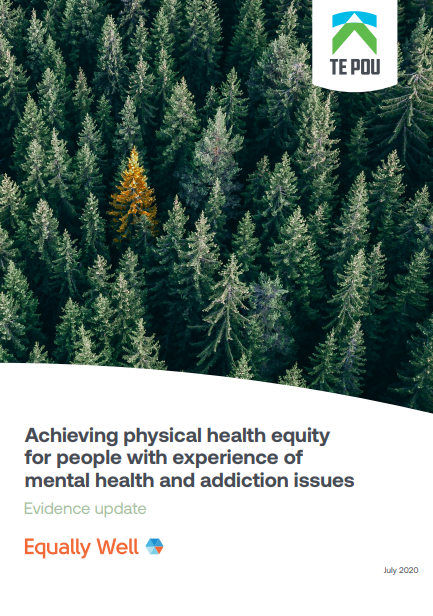 TE POU
Achieving physical health equity
for people with experience of
mental health and addiction issues
Evidence update
Equally Well
July 2020